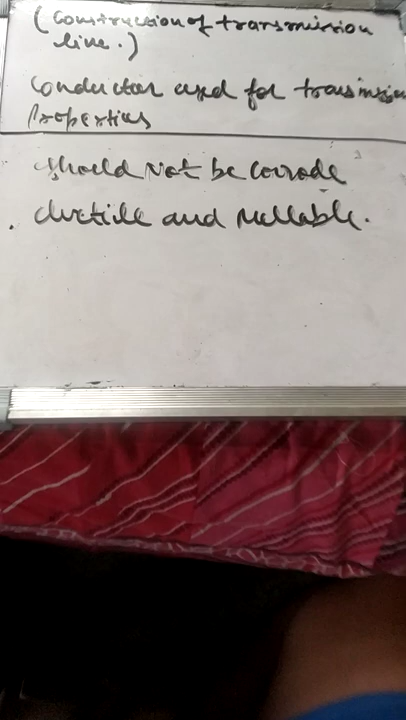 (Construction of transmission
line.)
Conductor used for transmission
Properties
should not be corrode
. ductile and mallable.